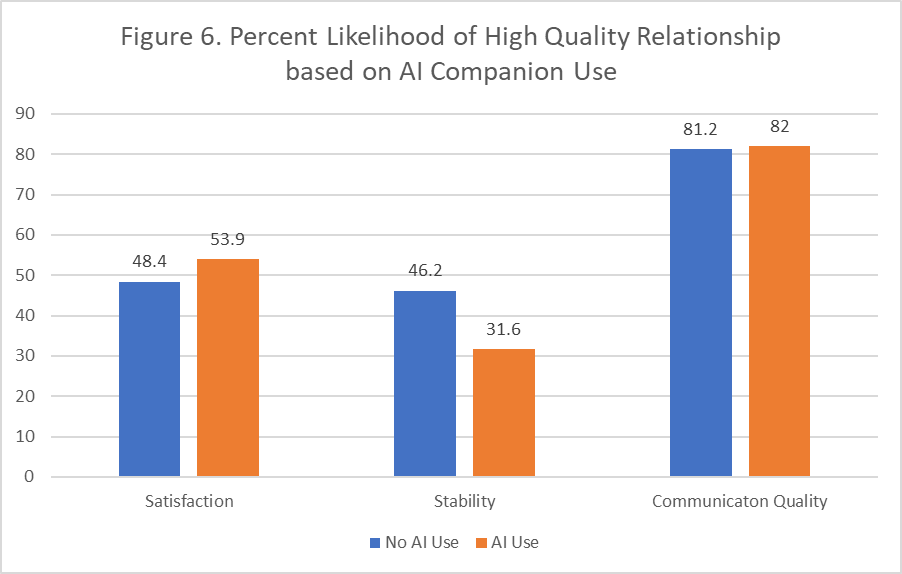 Figure 6. Percent Likelihood of High Quality Relationship
based on AI Companion Use
90
80
70
60
50
40
30
20
10
0
48.4
53.9
46.2
31.6
81.2
82
Satisfaction
Stability
Communicaton Quality
No AI Use
AI Use